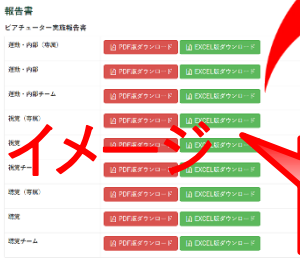 報告書
ピアチューター実施報告書
運動・内部（専属） PDF版ダウンロード EXCEL版ダウンロード
運動・内部 PDF版ダウンロード EXCEL版ダウンロード
運動・内部チーム PDF版ダウンロード EXCEL版ダウンロード
視覚（専属） PDF版ダウンロード EXCEL版ダウンロード
視覚 PDF版ダウンロード EXCEL版ダウンロード
視覚チーム PDF版ダウンロード EXCEL版ダウンロード
聴覚（専属） PDF版ダウンロード EXCEL版ダウンロード
聴覚 PDF版ダウンロード EXCEL版ダウンロード
聴覚チーム PDF版ダウンロード EXCEL版ダウンロード
イメージ